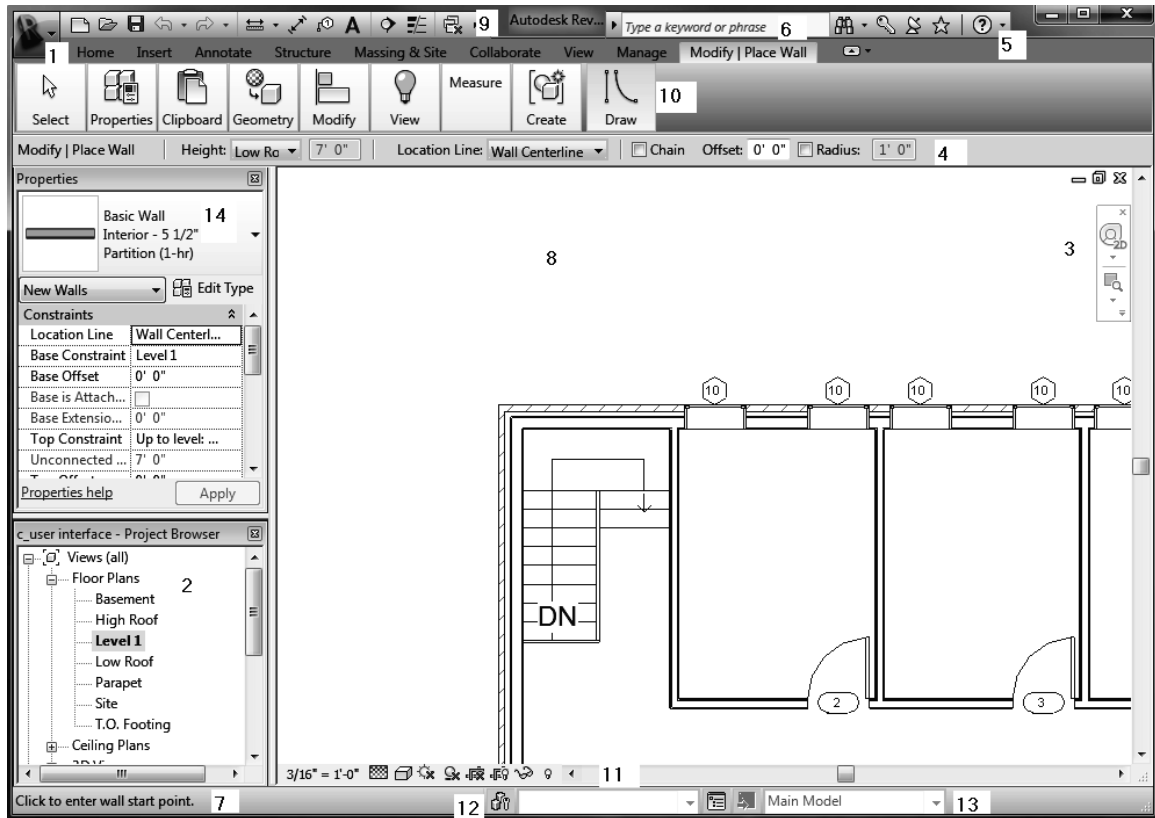 Autodesk Rev...
Type a keyword or phrase
9
6
5
1
Home Insert Annotate Structure Massing & Site Collaborate View Manage Modify | Place Wall
Measure
10
Select Properties Clipboard Geometry Modify View Create Draw
Modify | Place Wall Height: Low Ro 7' 0" Location Line: Wall Centerline Chain Offset: 0' 0" Radius: 1' 0" 4
Properties
Basic Wall
Interior - 5 1/2"
Partition (1-hr)
14
New Walls Edit Type
Constraints
Location Line Wall Centerl...
Base Constraint Level 1
Base Offset 0' 0"
Base is Attach...
Base Extensio... 0' 0"
Top Constraint Up to level: ...
Unconnected ... 7' 0"
Properties help Apply
c_user interface - Project Browser
Views (all)
Floor Plans
2
Basement
High Roof
Level 1
Low Roof
Parapet
Site
T.O. Footing
Ceiling Plans
8
3
2D
10 10 10 10 10
DN
2 3
3/16" = 1'-0"
11
Click to enter wall start point. 7
12
Main Model 13